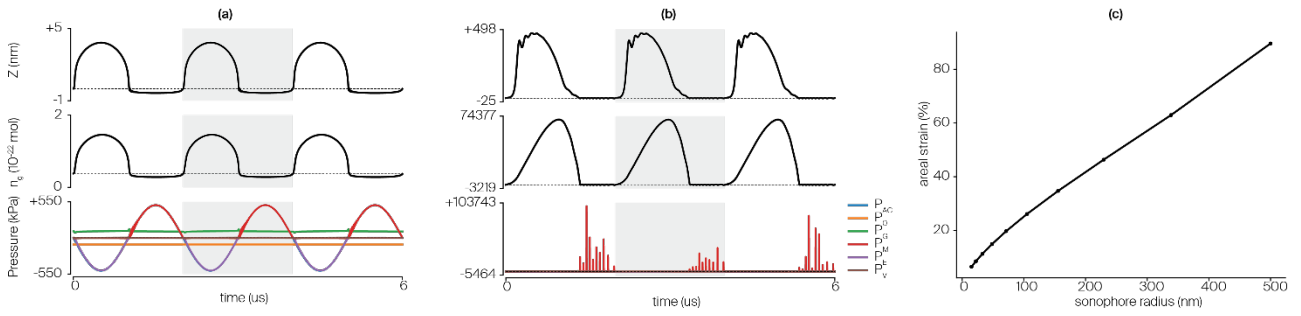 (a)
(b)
(c)
+5
Z (nm)
-1
2
n_g (10⁻²² mol)
0
+550
Pressure (kPa)
-550
0
6
time (us)
+498
-25
74377
-3219
+103743
-5464
0
6
time (us)
P_AC
P_0
P_G
P_M
P_E
P_V
80
60
40
20
areal strain (%)
0 100 200 300 400 500
sonophore radius (nm)